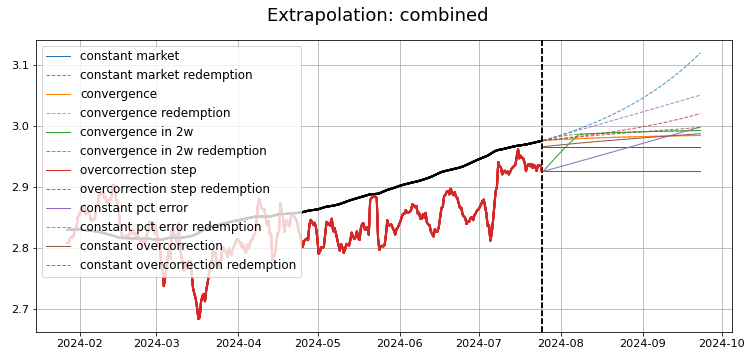 Extrapolation: combined
constant market
constant market redemption
convergence
convergence redemption
convergence in 2w
convergence in 2w redemption
overcorrection step
overcorrection step redemption
constant pct error
constant pct error redemption
constant overcorrection
constant overcorrection redemption
3.1
3.0
2.9
2.8
2.7
2024-02 2024-03 2024-04 2024-05 2024-06 2024-07 2024-08 2024-09 2024-10